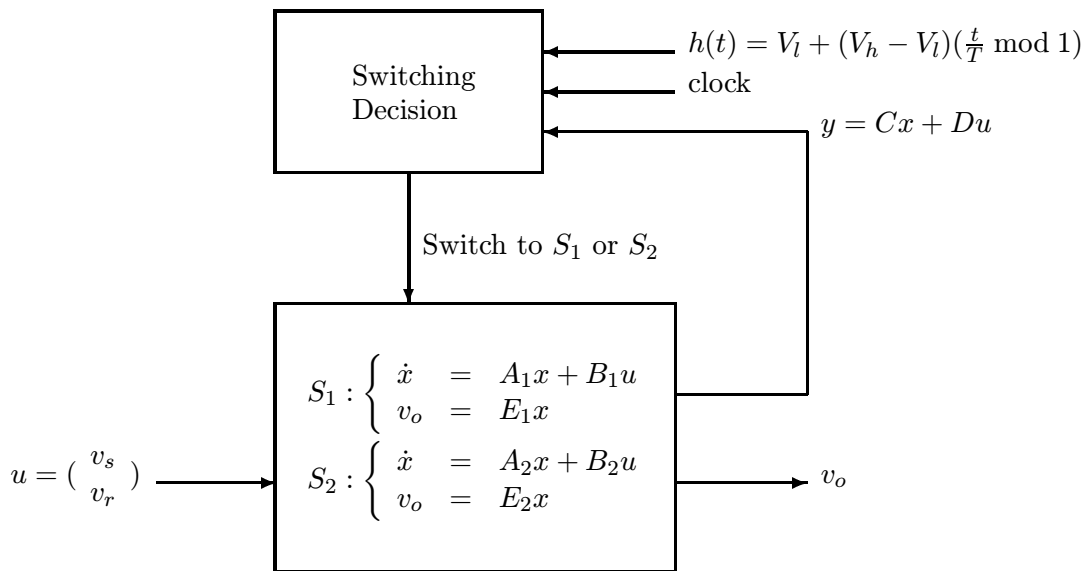 h(t) = V_l + (V_h − V_l)(\frac{t}{T} mod 1)
Switching
Decision
clock
y = Cx + Du
Switch to S_1 or S_2
S_1 : { ẋ = A_1x + B_1u
v_o = E_1x
S_2 : { ẋ = A_2x + B_2u
v_o = E_2x
u = ( v_s
v_r )
v_o